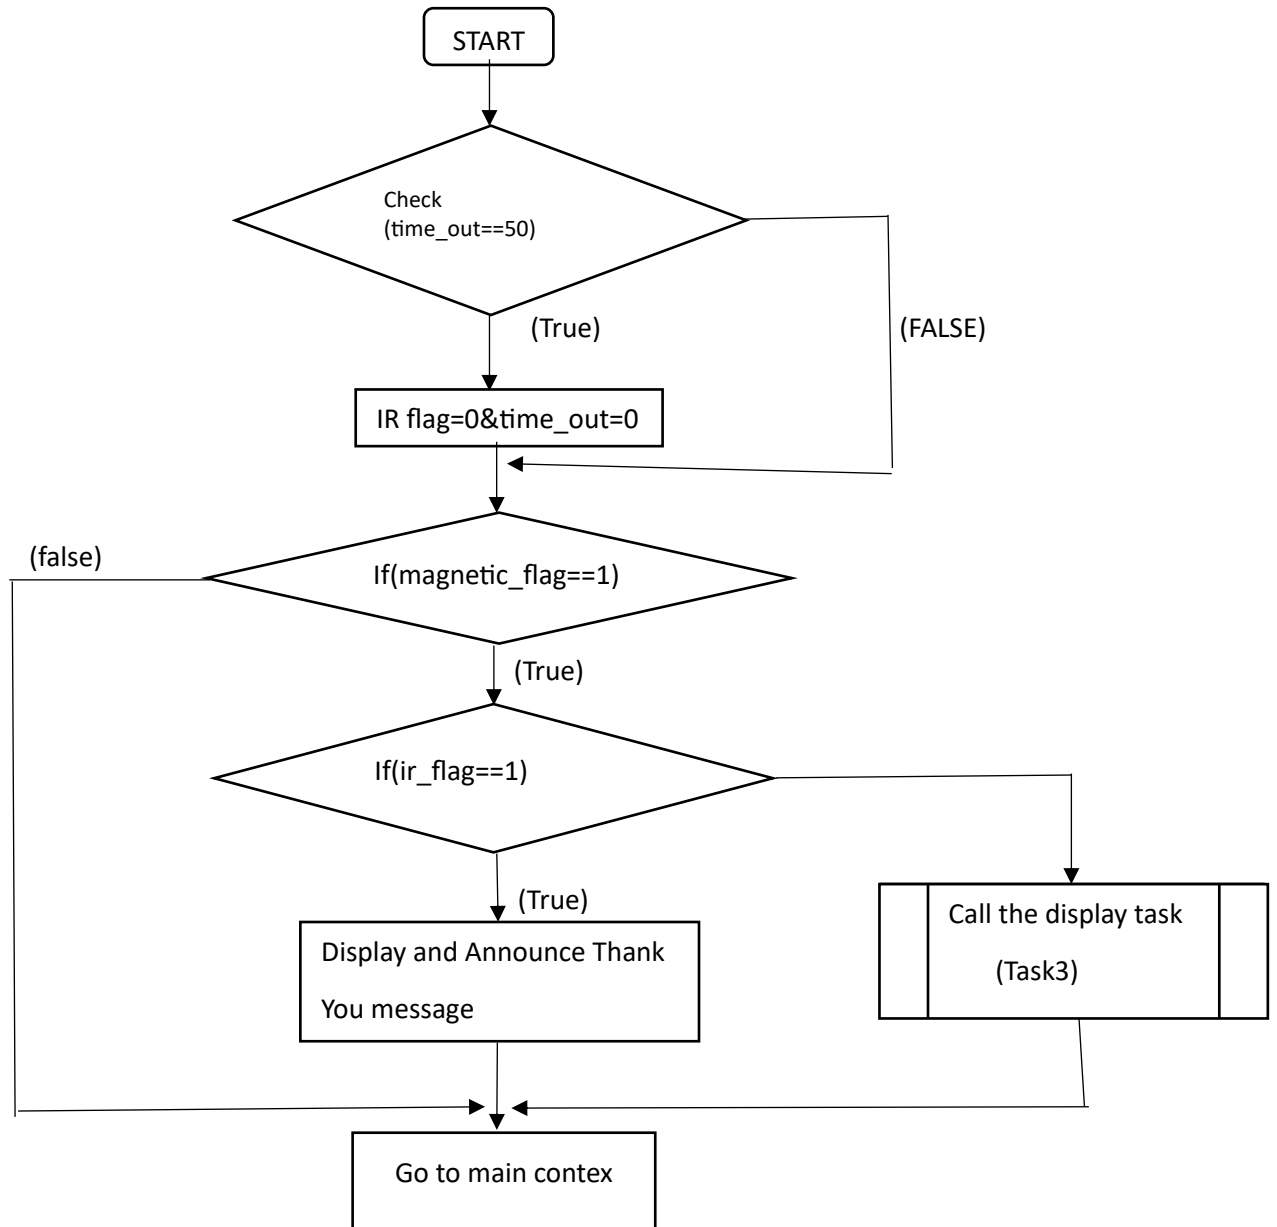 START
Check
(time_out==50)
(True)
(FALSE)
IR flag=0&time_out=0
(false)
If(magnetic_flag==1)
(True)
If(ir_flag==1)
(True)
Display and Announce Thank
You message
Call the display task
(Task3)
Go to main contex